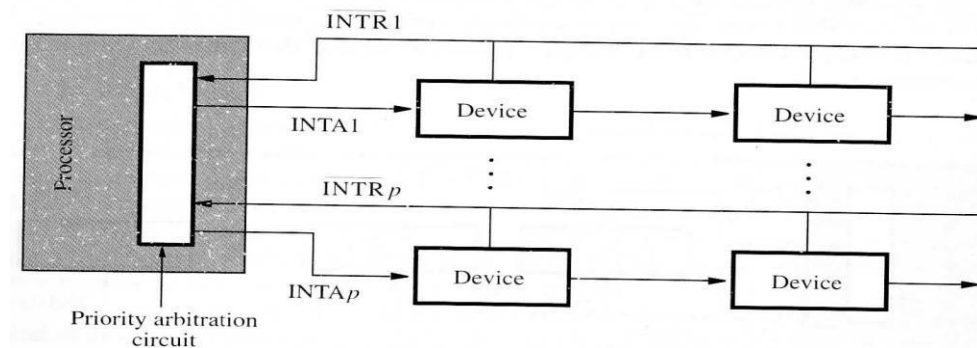 INTR1
Device
Device
INTA1
Processor
INTRp
Device
Device
INTAp
Priority arbitration
circuit